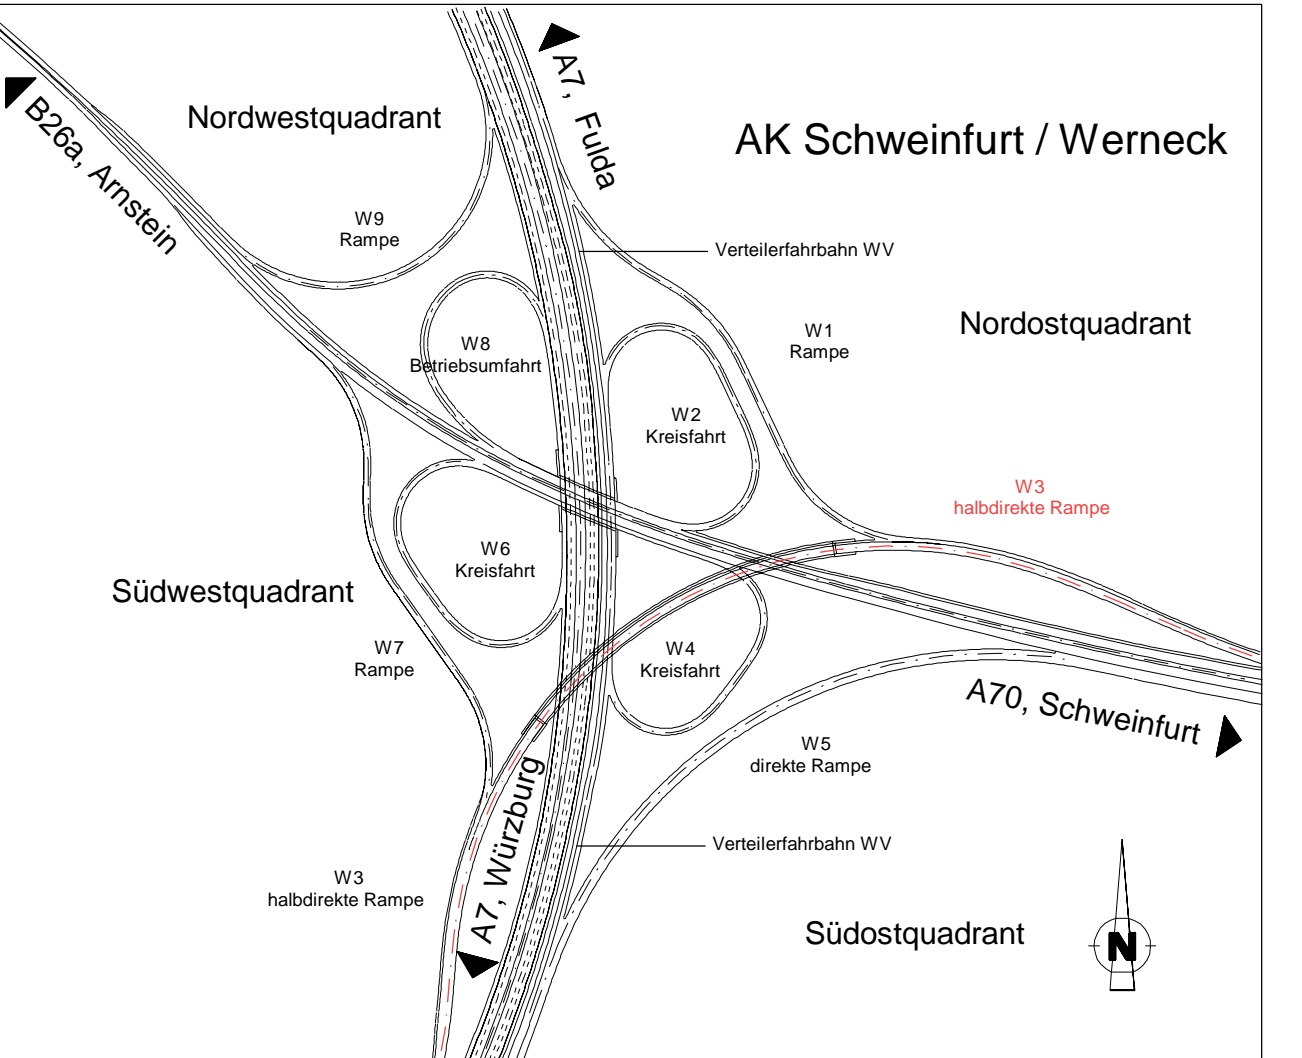 A7, Fulda
B26a, Arnstein
Nordwestquadrant
AK Schweinfurt / Werneck
W9
Rampe
Verteilerfahrbahn WV
Nordostquadrant
W1
Rampe
W8
Betriebsumfahrt
W2
Kreisfahrt
W3
halbdirekte Rampe
W6
Kreisfahrt
Südwestquadrant
W7
Rampe
W4
Kreisfahrt
A70, Schweinfurt
W5
direkte Rampe
A7, Würzburg
Verteilerfahrbahn WV
W3
halbdirekte Rampe
Südostquadrant
N